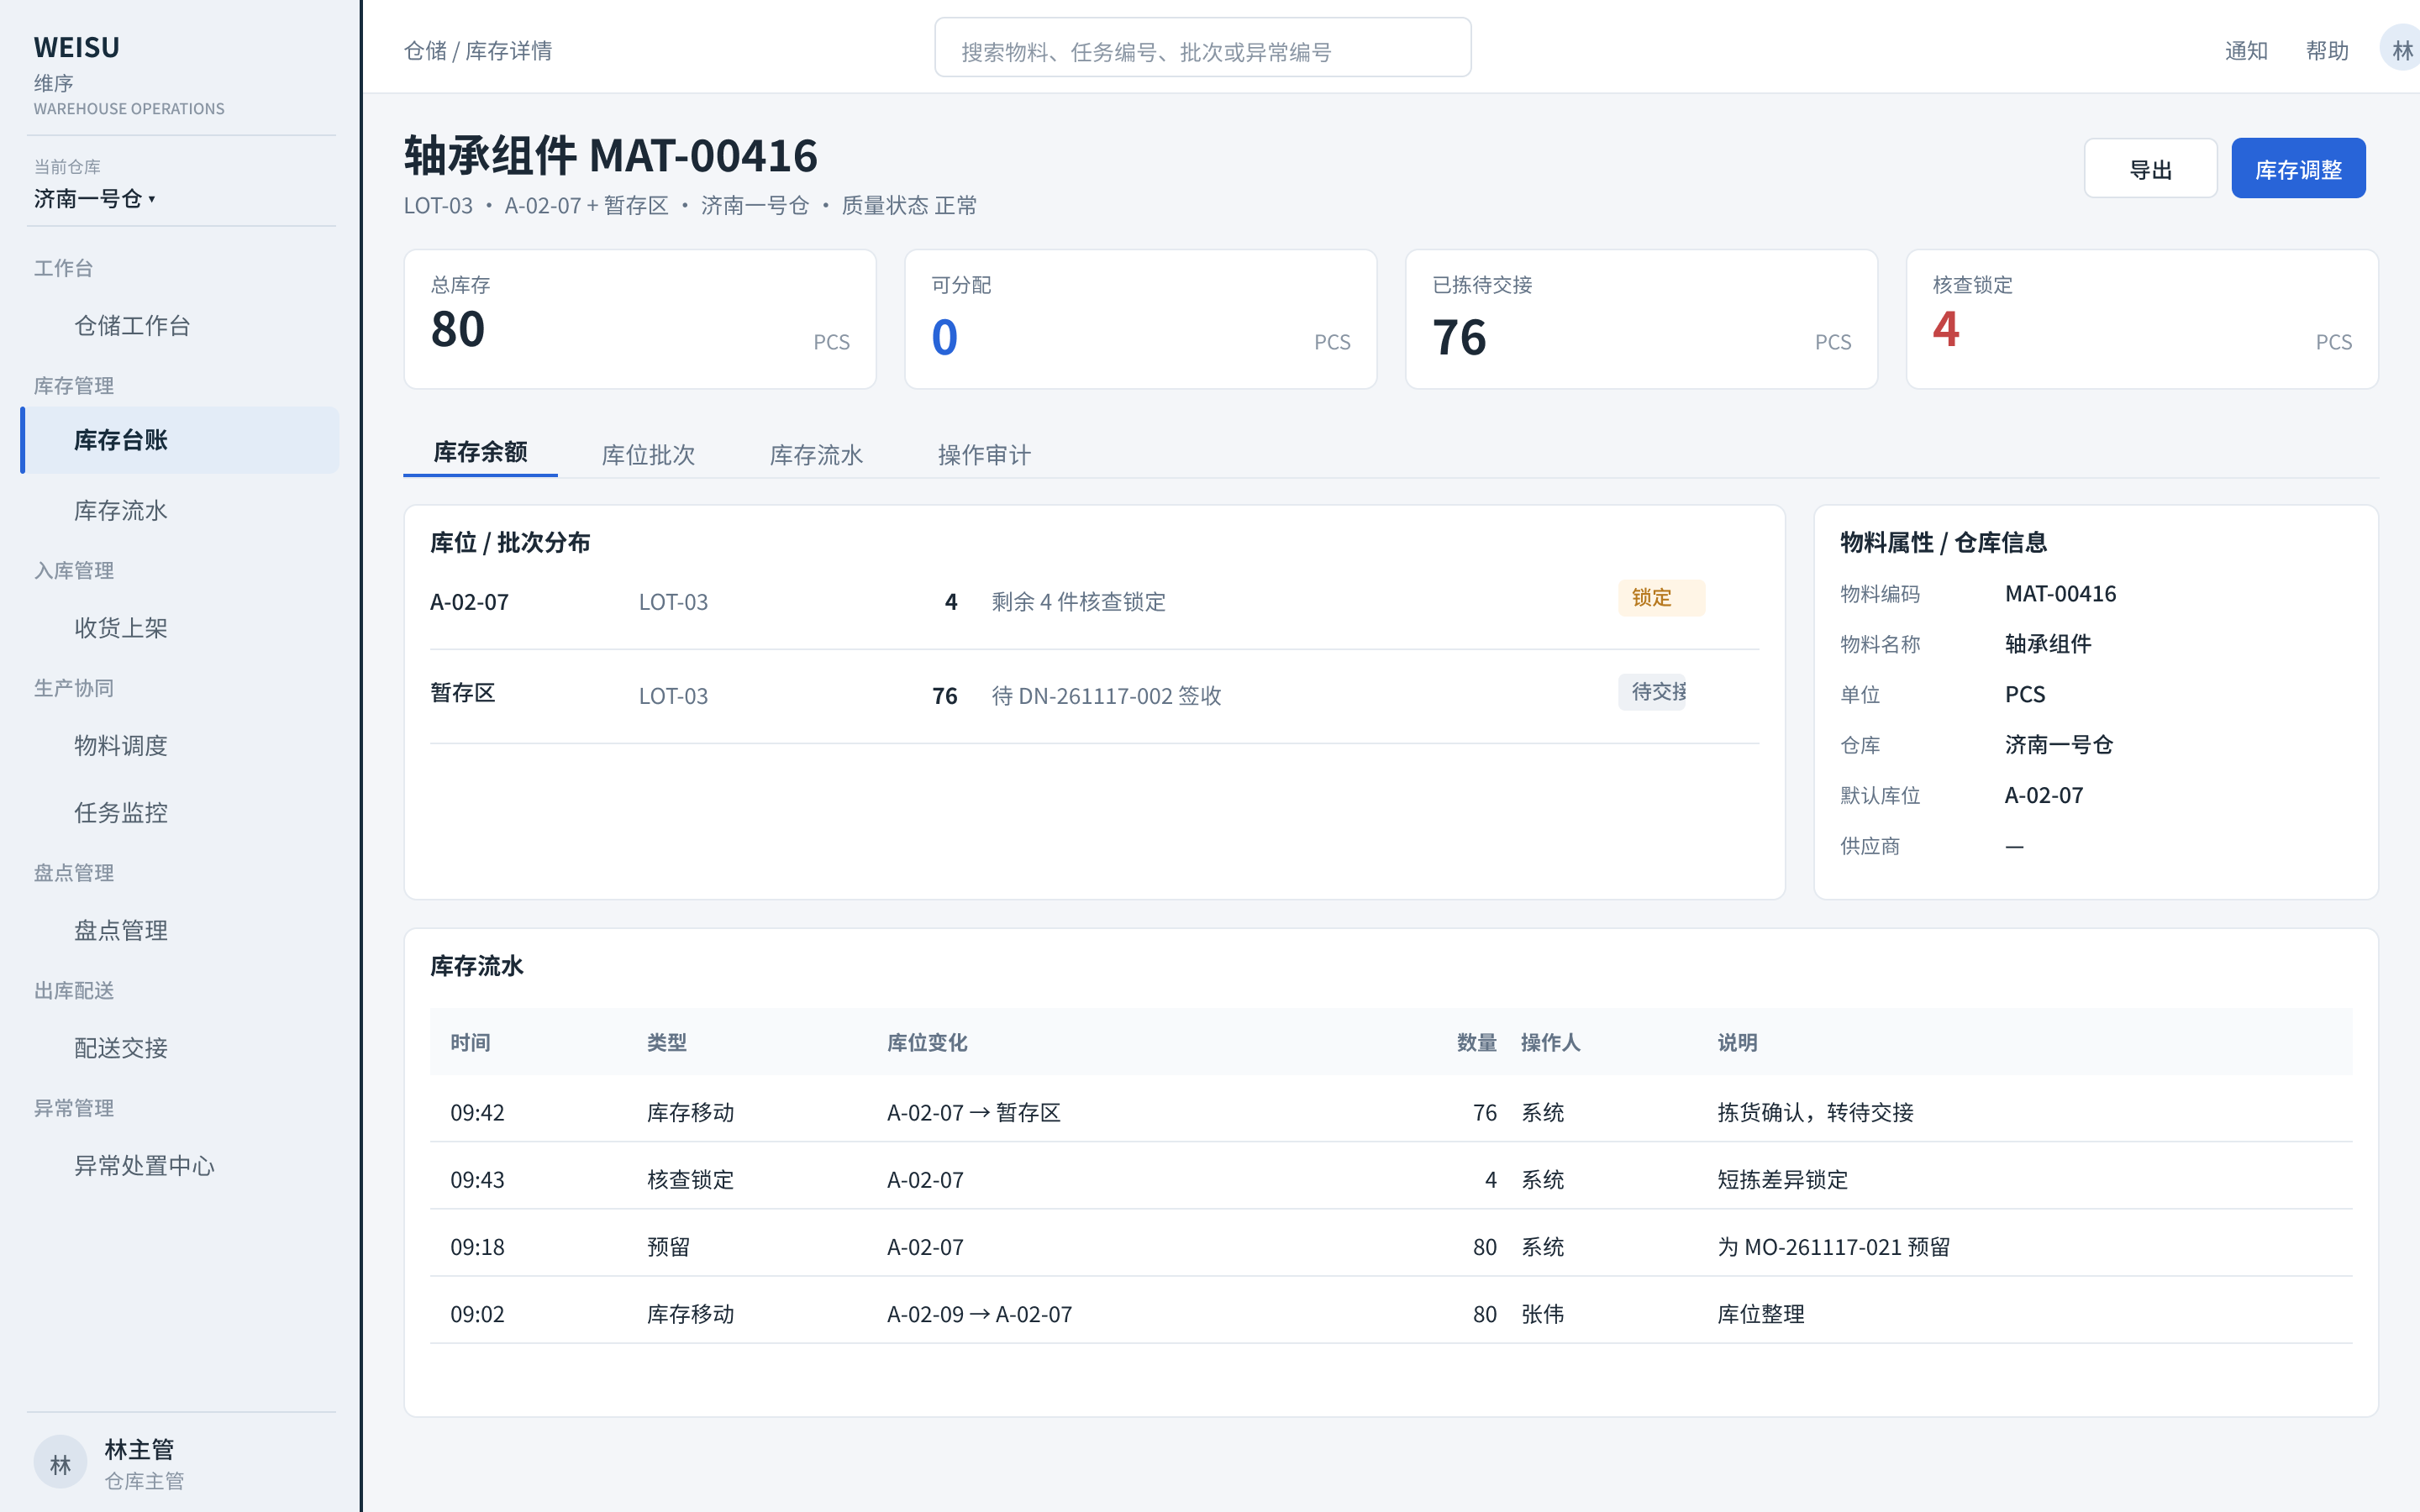 WEISU
维序
WAREHOUSE OPERATIONS
当前仓库
济南一号仓 ▾
工作台
仓储工作台
库存管理
库存台账
库存流水
入库管理
收货上架
生产协同
物料调度
任务监控
盘点管理
盘点管理
出库配送
配送交接
异常管理
异常处置中心
林
林主管
仓库主管
仓储 / 库存详情
搜索物料、任务编号、批次或异常编号
通知 帮助 林
轴承组件 MAT-00416
LOT-03 • A-02-07 + 暂存区 • 济南一号仓 • 质量状态 正常
导出 库存调整
总库存
80 PCS
可分配
0 PCS
已拣待交接
76 PCS
核查锁定
4 PCS
库存余额 库位批次 库存流水 操作审计
库位 / 批次分布
A-02-07 LOT-03 4 剩余 4 件核查锁定 锁定
暂存区 LOT-03 76 待 DN-261117-002 签收 待交接
物料属性 / 仓库信息
物料编码 MAT-00416
物料名称 轴承组件
单位 PCS
仓库 济南一号仓
默认库位 A-02-07
供应商 —
库存流水
时间 类型 库位变化 数量 操作人 说明
09:42 库存移动 A-02-07 → 暂存区 76 系统 拣货确认，转待交接
09:43 核查锁定 A-02-07 4 系统 短拣差异锁定
09:18 预留 A-02-07 80 系统 为 MO-261117-021 预留
09:02 库存移动 A-02-09 → A-02-07 80 张伟 库位整理